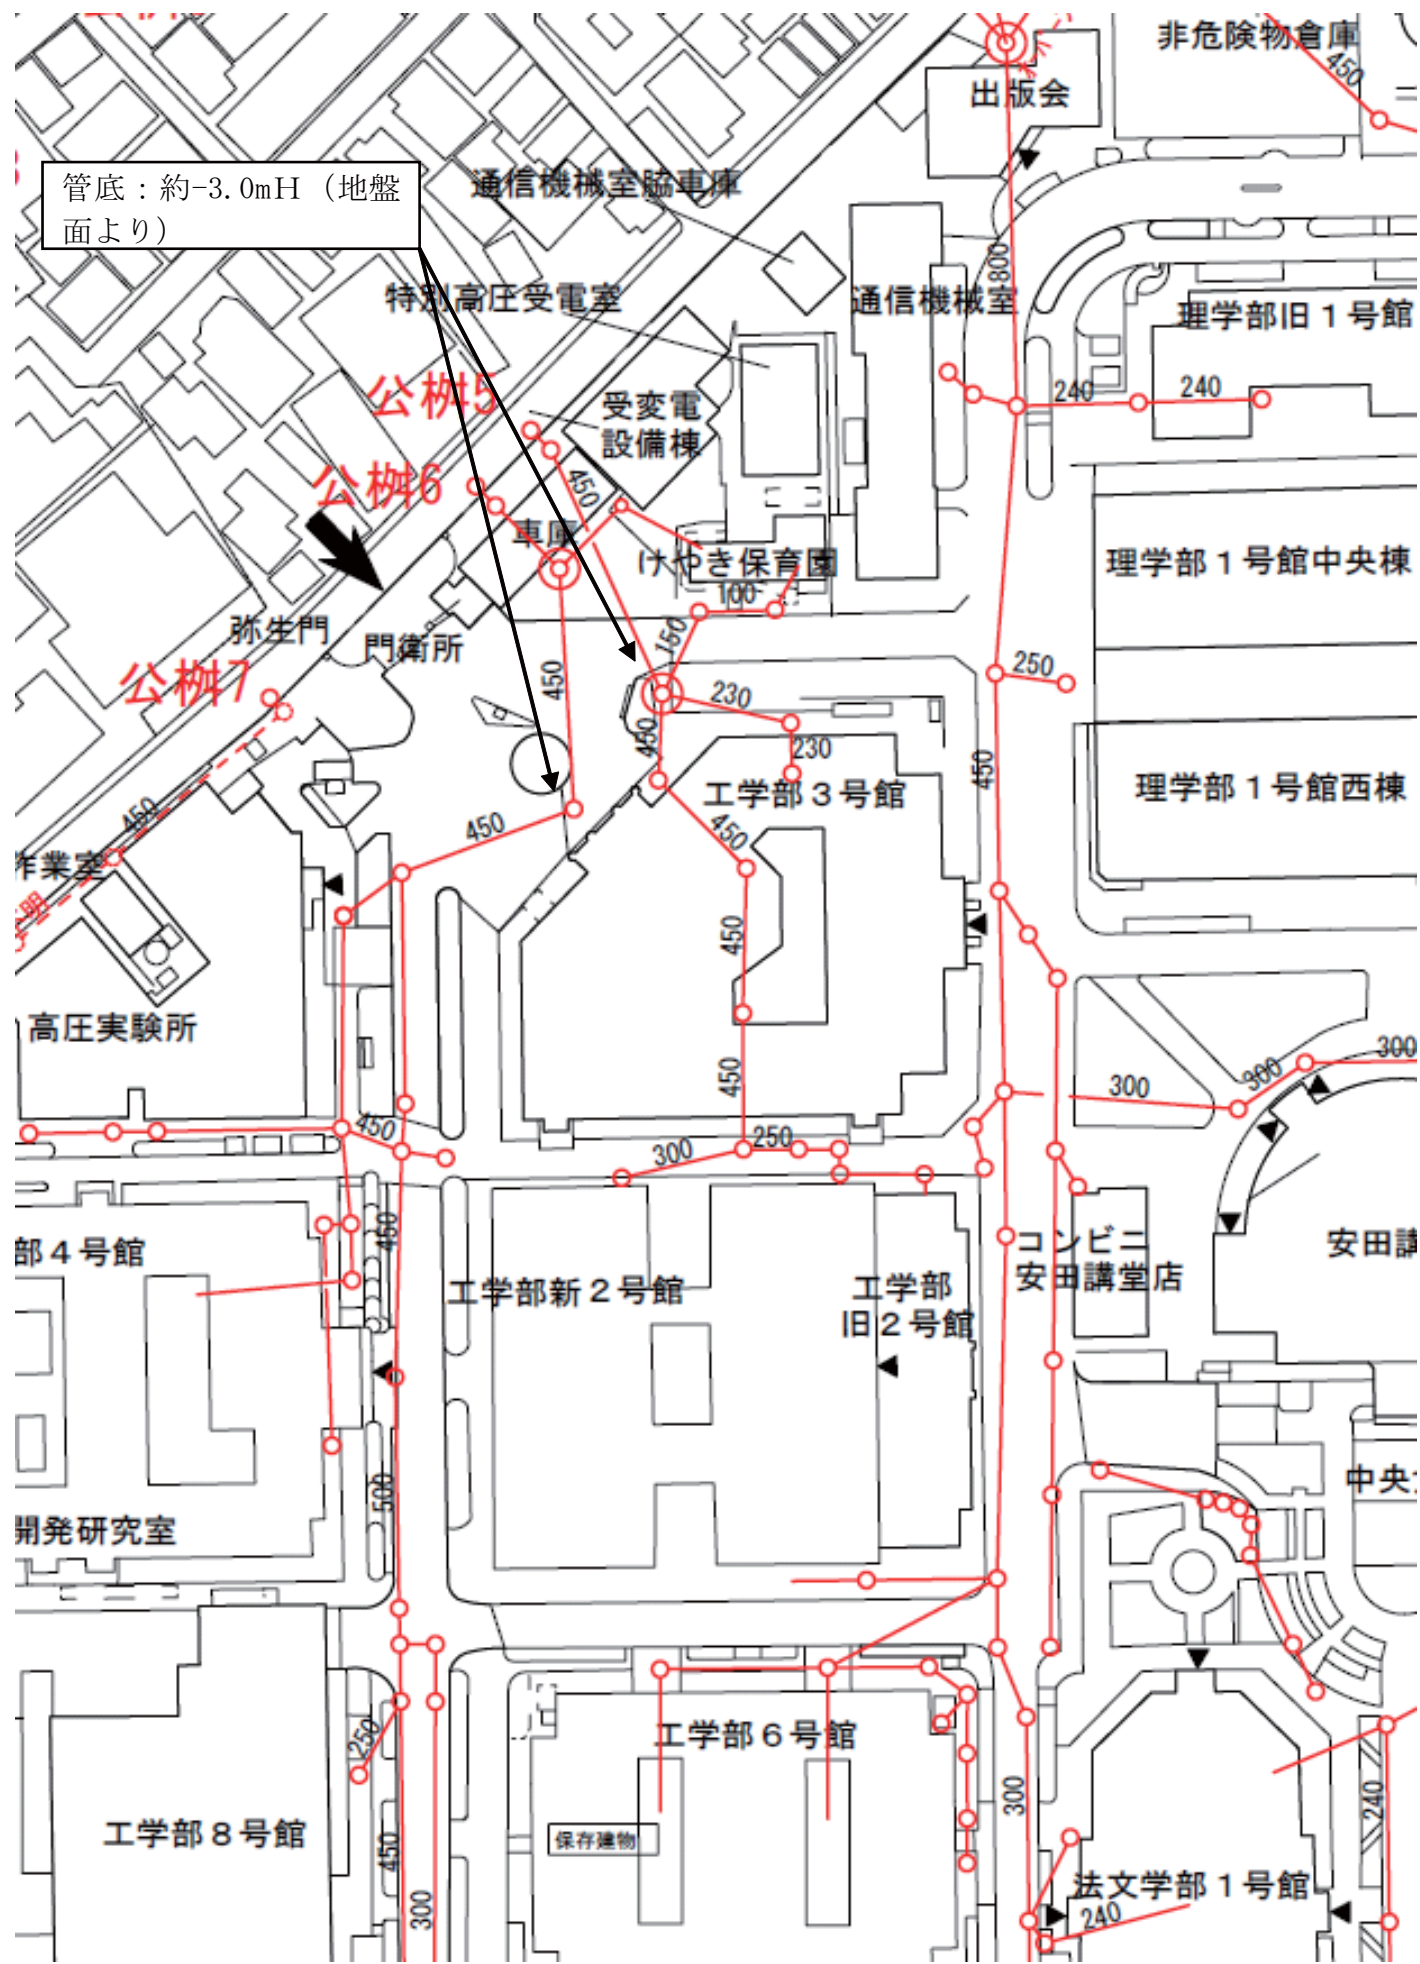 非危険物倉庫
450
出版会
通信機械室脇車庫
管底：約-3.0mH（地盤
面より）
800
特別高圧受電室
通信機械室
理学部旧１号館
公桝5
240
240
受変電
設備棟
公桝6
450
車庫
けやき保育園
理学部１号館中央棟
100
弥生門
門衛所
150
250
公桝7
450
230
450
230
450
工学部３号館
理学部１号館西棟
450
450
450
作業室
450
450
高圧実験所
300
300
300
450
450
250
300
部４号館
450
コンビニ
安田講堂店
工学部新２号館
工学部
旧２号館
500
中央
開発研究室
工学部６号館
250
300
240
工学部８号館
保存建物
450
法文学部１号館
300
240